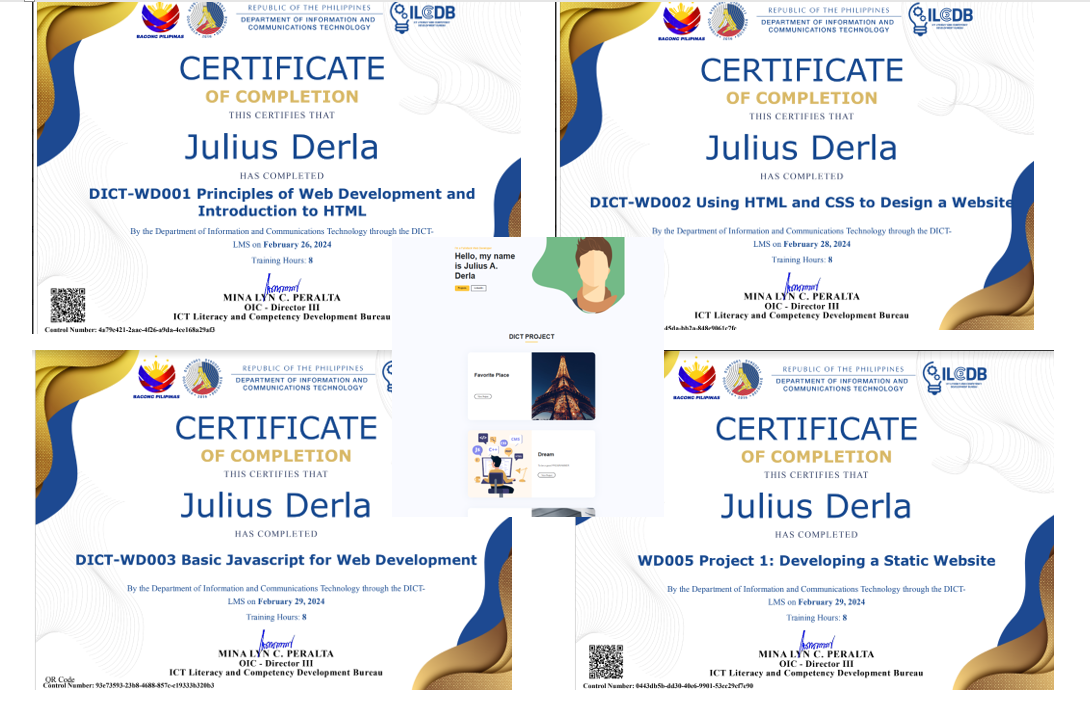 REPUBLIC OF THE PHILIPPINES
DEPARTMENT OF INFORMATION AND
COMMUNICATIONS TECHNOLOGY
BAGONG PILIPINAS
ILCDB
CERTIFICATE
OF COMPLETION
THIS CERTIFIES THAT
Julius Derla
HAS COMPLETED
DICT-WD001 Principles of Web Development and
Introduction to HTML
By the Department of Information and Communications Technology through the DICT-
LMS on February 26, 2024
Training Hours: 8
MINA LYN C. PERALTA
OIC - Director III
ICT Literacy and Competency Development Bureau
Control Number: 4a79e421-2aac-4f26-a9da-4ce168a29af3
REPUBLIC OF THE PHILIPPINES
DEPARTMENT OF INFORMATION AND
COMMUNICATIONS TECHNOLOGY
BAGONG PILIPINAS
ILCDB
CERTIFICATE
OF COMPLETION
THIS CERTIFIES THAT
Julius Derla
HAS COMPLETED
DICT-WD002 Using HTML and CSS to Design a Website
By the Department of Information and Communications Technology through the DICT-
LMS on February 28, 2024
Training Hours: 8
MINA LYN C. PERALTA
OIC - Director III
ICT Literacy and Competency Development Bureau
Hello, my name
is Julius A.
Derla
DICT PROJECT
Favorite Place
Dream
REPUBLIC OF THE PHILIPPINES
DEPARTMENT OF INFORMATION AND
COMMUNICATIONS TECHNOLOGY
BAGONG PILIPINAS
CERTIFICATE
OF COMPLETION
THIS CERTIFIES THAT
Julius Derla
HAS COMPLETED
DICT-WD003 Basic Javascript for Web Development
By the Department of Information and Communications Technology through the DICT-
LMS on February 29, 2024
Training Hours: 8
MINA LYN C. PERALTA
OIC - Director III
ICT Literacy and Competency Development Bureau
QR Code
Control Number: 93e73593-23b8-4688-857c-c19333b320b3
REPUBLIC OF THE PHILIPPINES
DEPARTMENT OF INFORMATION AND
COMMUNICATIONS TECHNOLOGY
BAGONG PILIPINAS
ILCDB
CERTIFICATE
OF COMPLETION
THIS CERTIFIES THAT
Julius Derla
HAS COMPLETED
WD005 Project 1: Developing a Static Website
By the Department of Information and Communications Technology through the DICT-
LMS on February 29, 2024
Training Hours: 8
MINA LYN C. PERALTA
OIC - Director III
ICT Literacy and Competency Development Bureau
Control Number: 0443db5b-dd30-40e6-9901-53cc29cf7c90